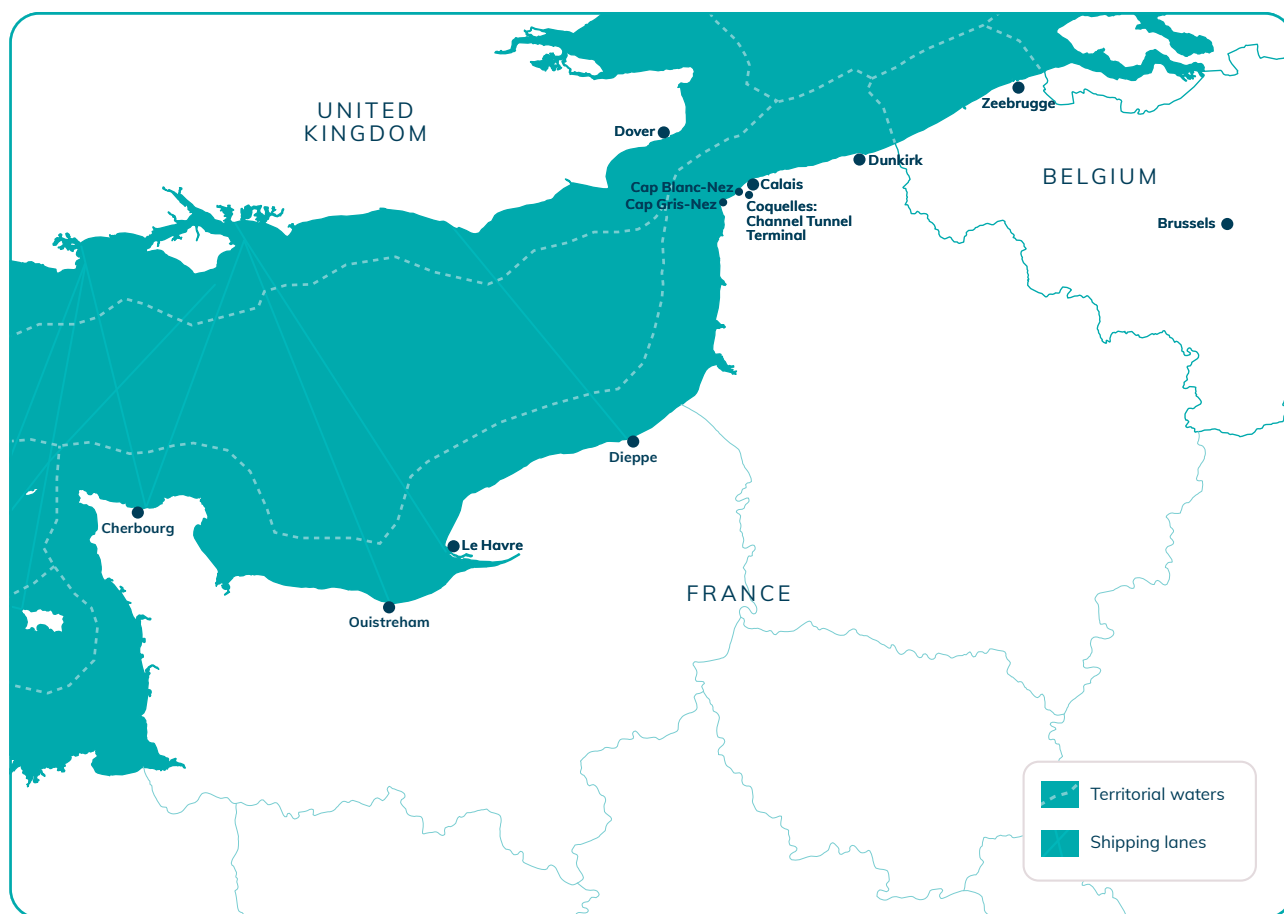 UNITED
KINGDOM
Zeebrugge
Dover
Dunkirk
BELGIUM
Calais
Cap Blanc-Nez
Cap Gris-Nez
Coquelles:
Channel Tunnel
Terminal
Brussels
Dieppe
Cherbourg
Le Havre
FRANCE
Ouistreham
Territorial waters
Shipping lanes